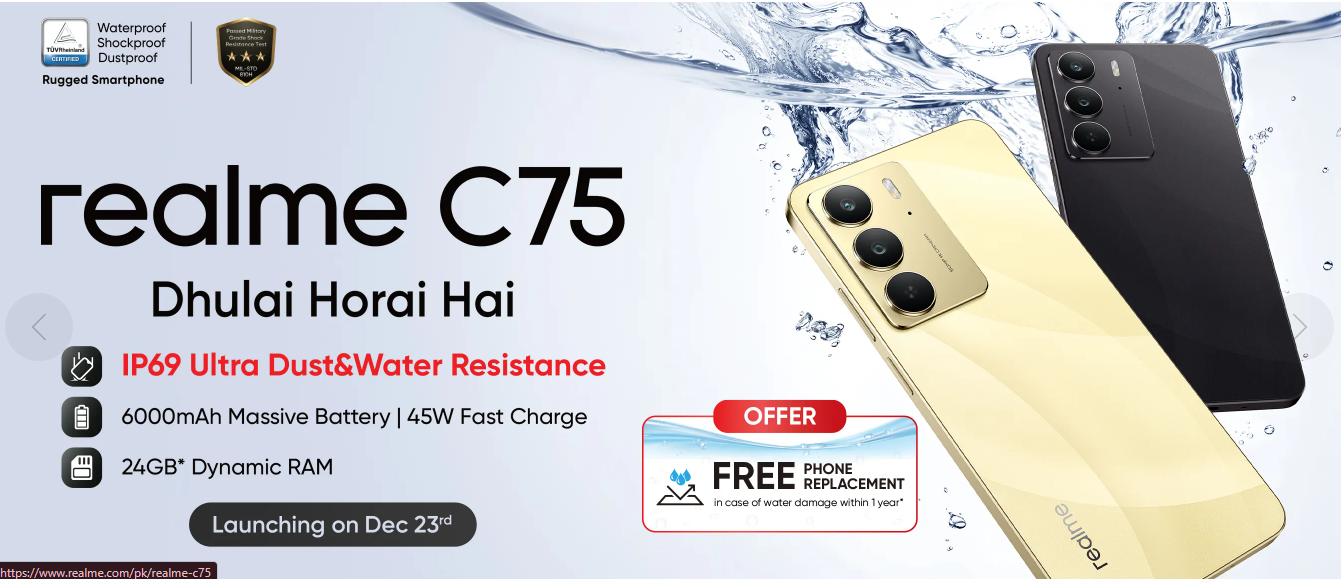 Waterproof
Shockproof
Dustproof
TÜVRheinland
CERTIFIED
Rugged Smartphone
Passed Military
Grade Shock
Resistance Test
MIL-STD
810H
realme C75
Dhulai Horai Hai
IP69 Ultra Dust&Water Resistance
6000mAh Massive Battery | 45W Fast Charge
24GB* Dynamic RAM
Launching on Dec 23rd
OFFER
FREE PHONE
REPLACEMENT
in case of water damage within 1 year*
realme
https://www.realme.com/pk/realme-c75